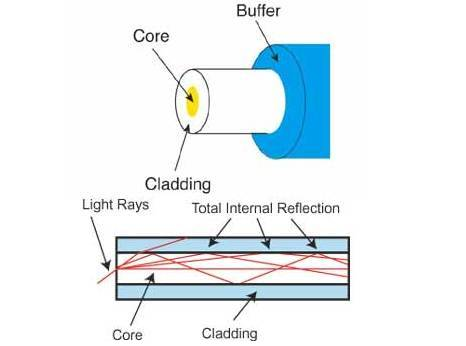 Buffer
Core
Cladding
Light Rays
Total Internal Reflection
Core
Cladding